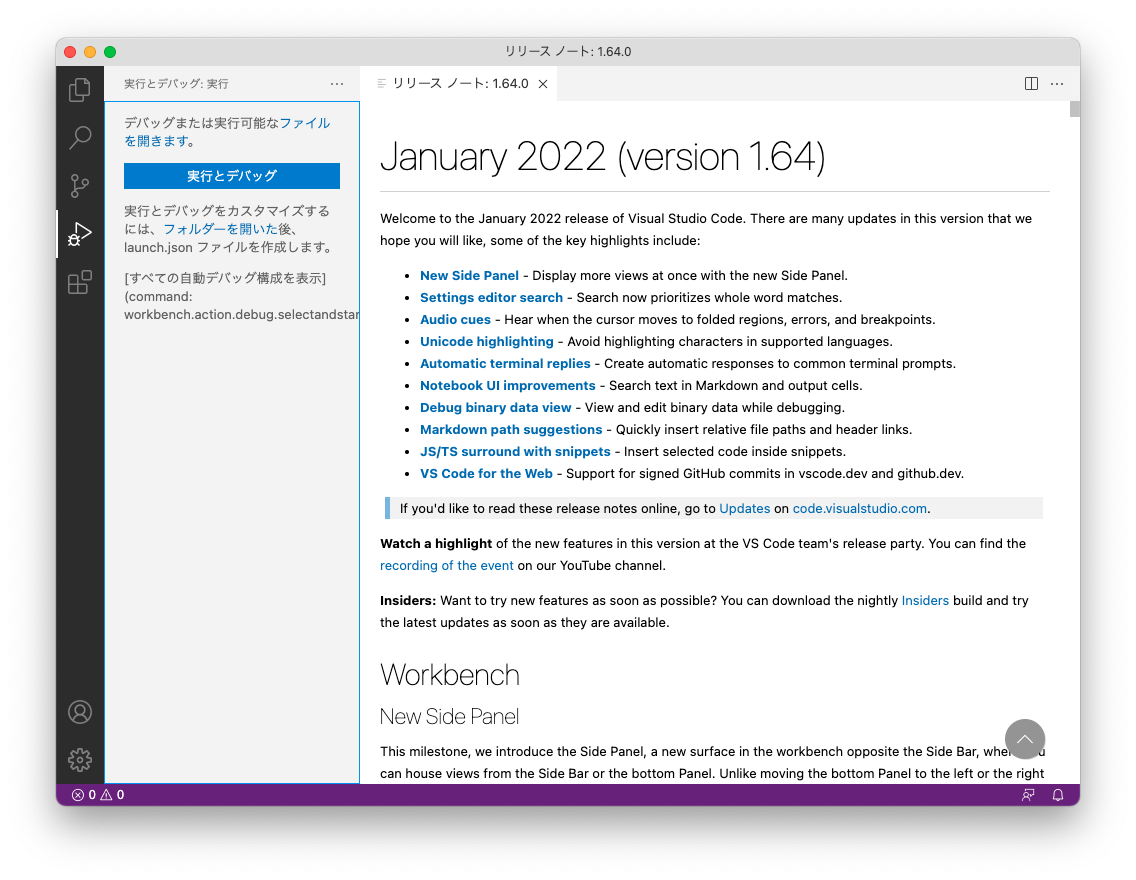 リリース ノート: 1.64.0
実行とデバッグ: 実行
リリース ノート: 1.64.0
デバッグまたは実行可能なファイル
を開きます。
実行とデバッグ
実行とデバッグをカスタマイズする
には、フォルダーを開いた後、
launch.json ファイルを作成します。
[すべての自動デバッグ構成を表示]
(command:
workbench.action.debug.selectandstar
January 2022 (version 1.64)
Welcome to the January 2022 release of Visual Studio Code. There are many updates in this version that we
hope you will like, some of the key highlights include:
• New Side Panel - Display more views at once with the new Side Panel.
• Settings editor search - Search now prioritizes whole word matches.
• Audio cues - Hear when the cursor moves to folded regions, errors, and breakpoints.
• Unicode highlighting - Avoid highlighting characters in supported languages.
• Automatic terminal replies - Create automatic responses to common terminal prompts.
• Notebook UI improvements - Search text in Markdown and output cells.
• Debug binary data view - View and edit binary data while debugging.
• Markdown path suggestions - Quickly insert relative file paths and header links.
• JS/TS surround with snippets - Insert selected code inside snippets.
• VS Code for the Web - Support for signed GitHub commits in vscode.dev and github.dev.
If you'd like to read these release notes online, go to Updates on code.visualstudio.com.
Watch a highlight of the new features in this version at the VS Code team's release party. You can find the
recording of the event on our YouTube channel.
Insiders: Want to try new features as soon as possible? You can download the nightly Insiders build and try
the latest updates as soon as they are available.
Workbench
New Side Panel
This milestone, we introduce the Side Panel, a new surface in the workbench opposite the Side Bar, where
can house views from the Side Bar or the bottom Panel. Unlike moving the bottom Panel to the left or the right
0 0